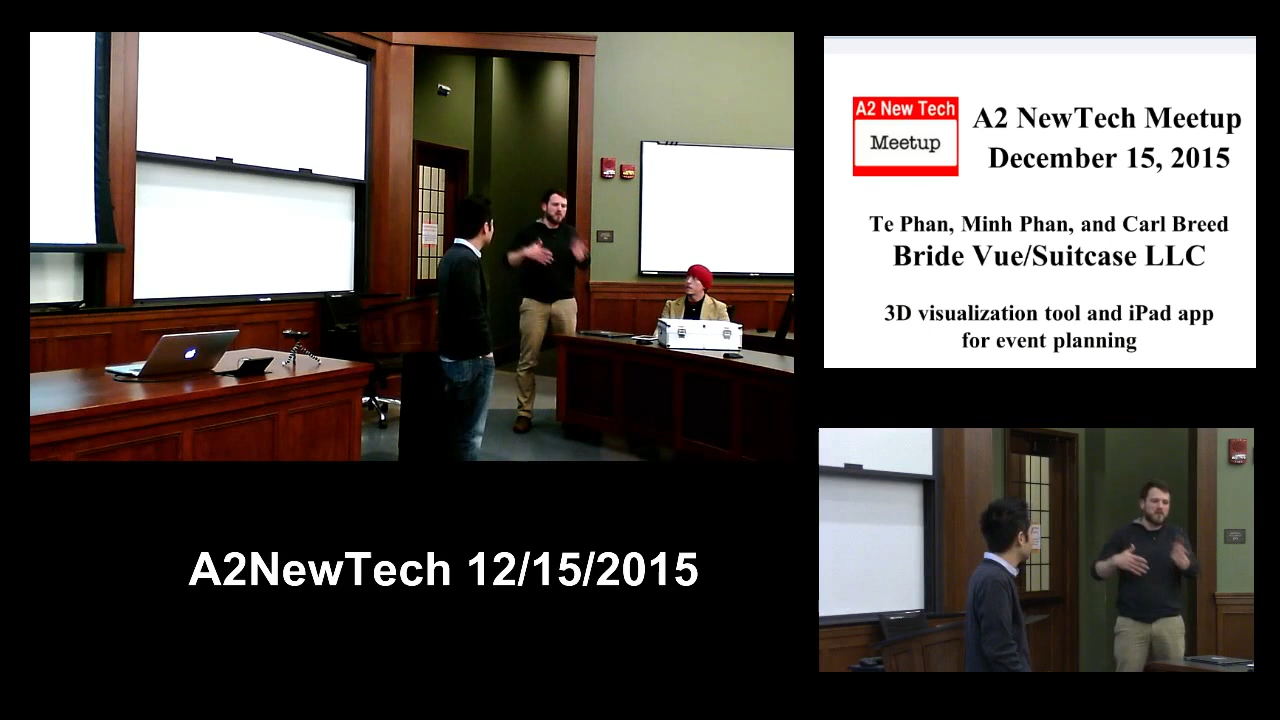 A2 New Tech
Meetup
A2 NewTech Meetup
December 15, 2015
Te Phan, Minh Phan, and Carl Breed
Bride Vue/Suitcase LLC
3D visualization tool and iPad app
for event planning
A2NewTech 12/15/2015